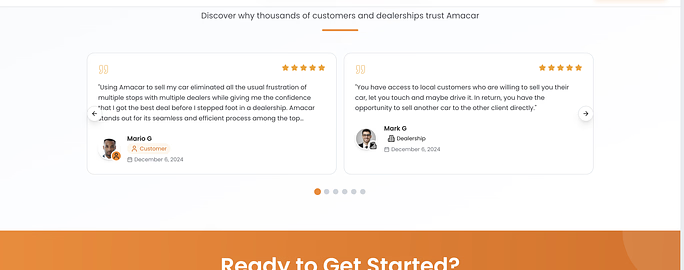 Discover why thousands of customers and dealerships trust Amacar
"Using Amacar to sell my car eliminated all the usual frustration of
multiple stops with multiple dealers while giving me the confidence
that I got the best deal before I stepped foot in a dealership. Amacar
stands out for its seamless and efficient process among the top...
Mario G
Customer
December 6, 2024
"You have access to local customers who are willing to sell you their
car, let you touch and maybe drive it. In return, you have the
opportunity to sell another car to the other client directly."
Mark G
Dealership
December 6, 2024
Ready to Get Started?